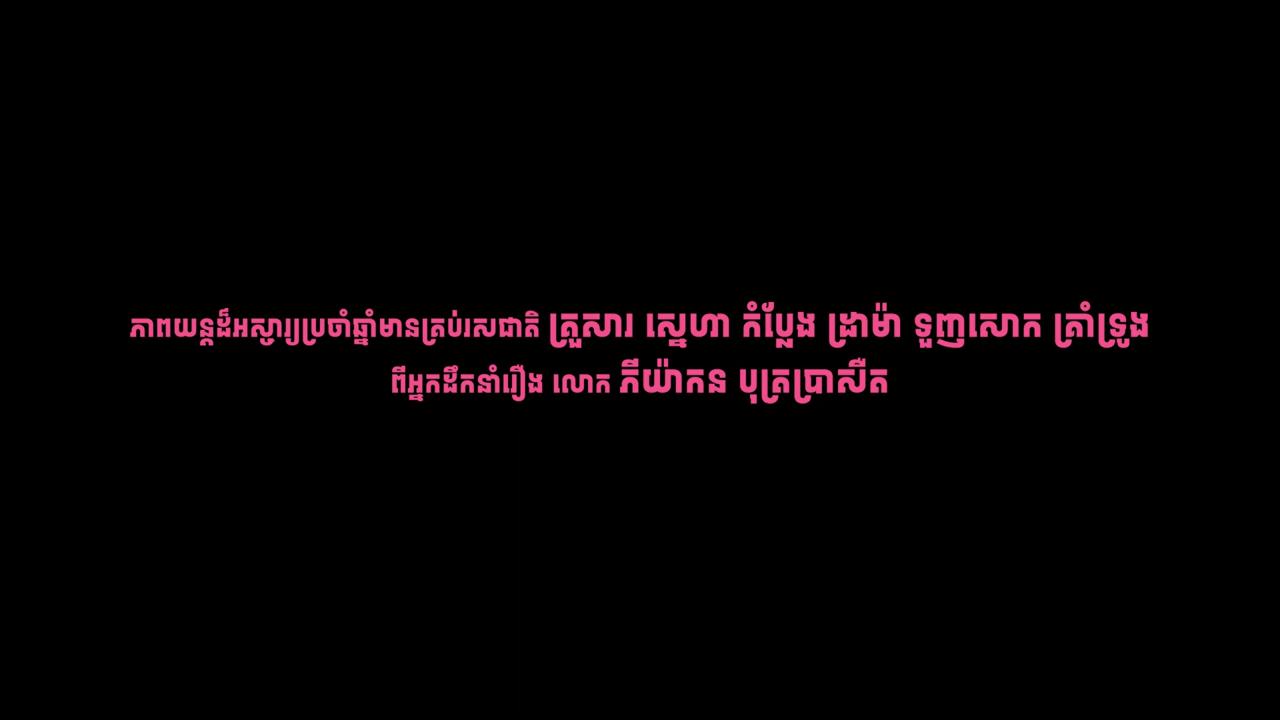 ភាពយន្តដ៏អស្ចារ្យប្រចាំឆ្នាំមានគ្រប់រសជាតិ គ្រួសារ ស្នេហា កំប្លែង ដ្រាម៉ា ទួញសោក គ្រាំទ្រូង
ពីអ្នកដឹកនាំរឿង លោក ភីយ៉ាកន បុត្រប្រាសឺត